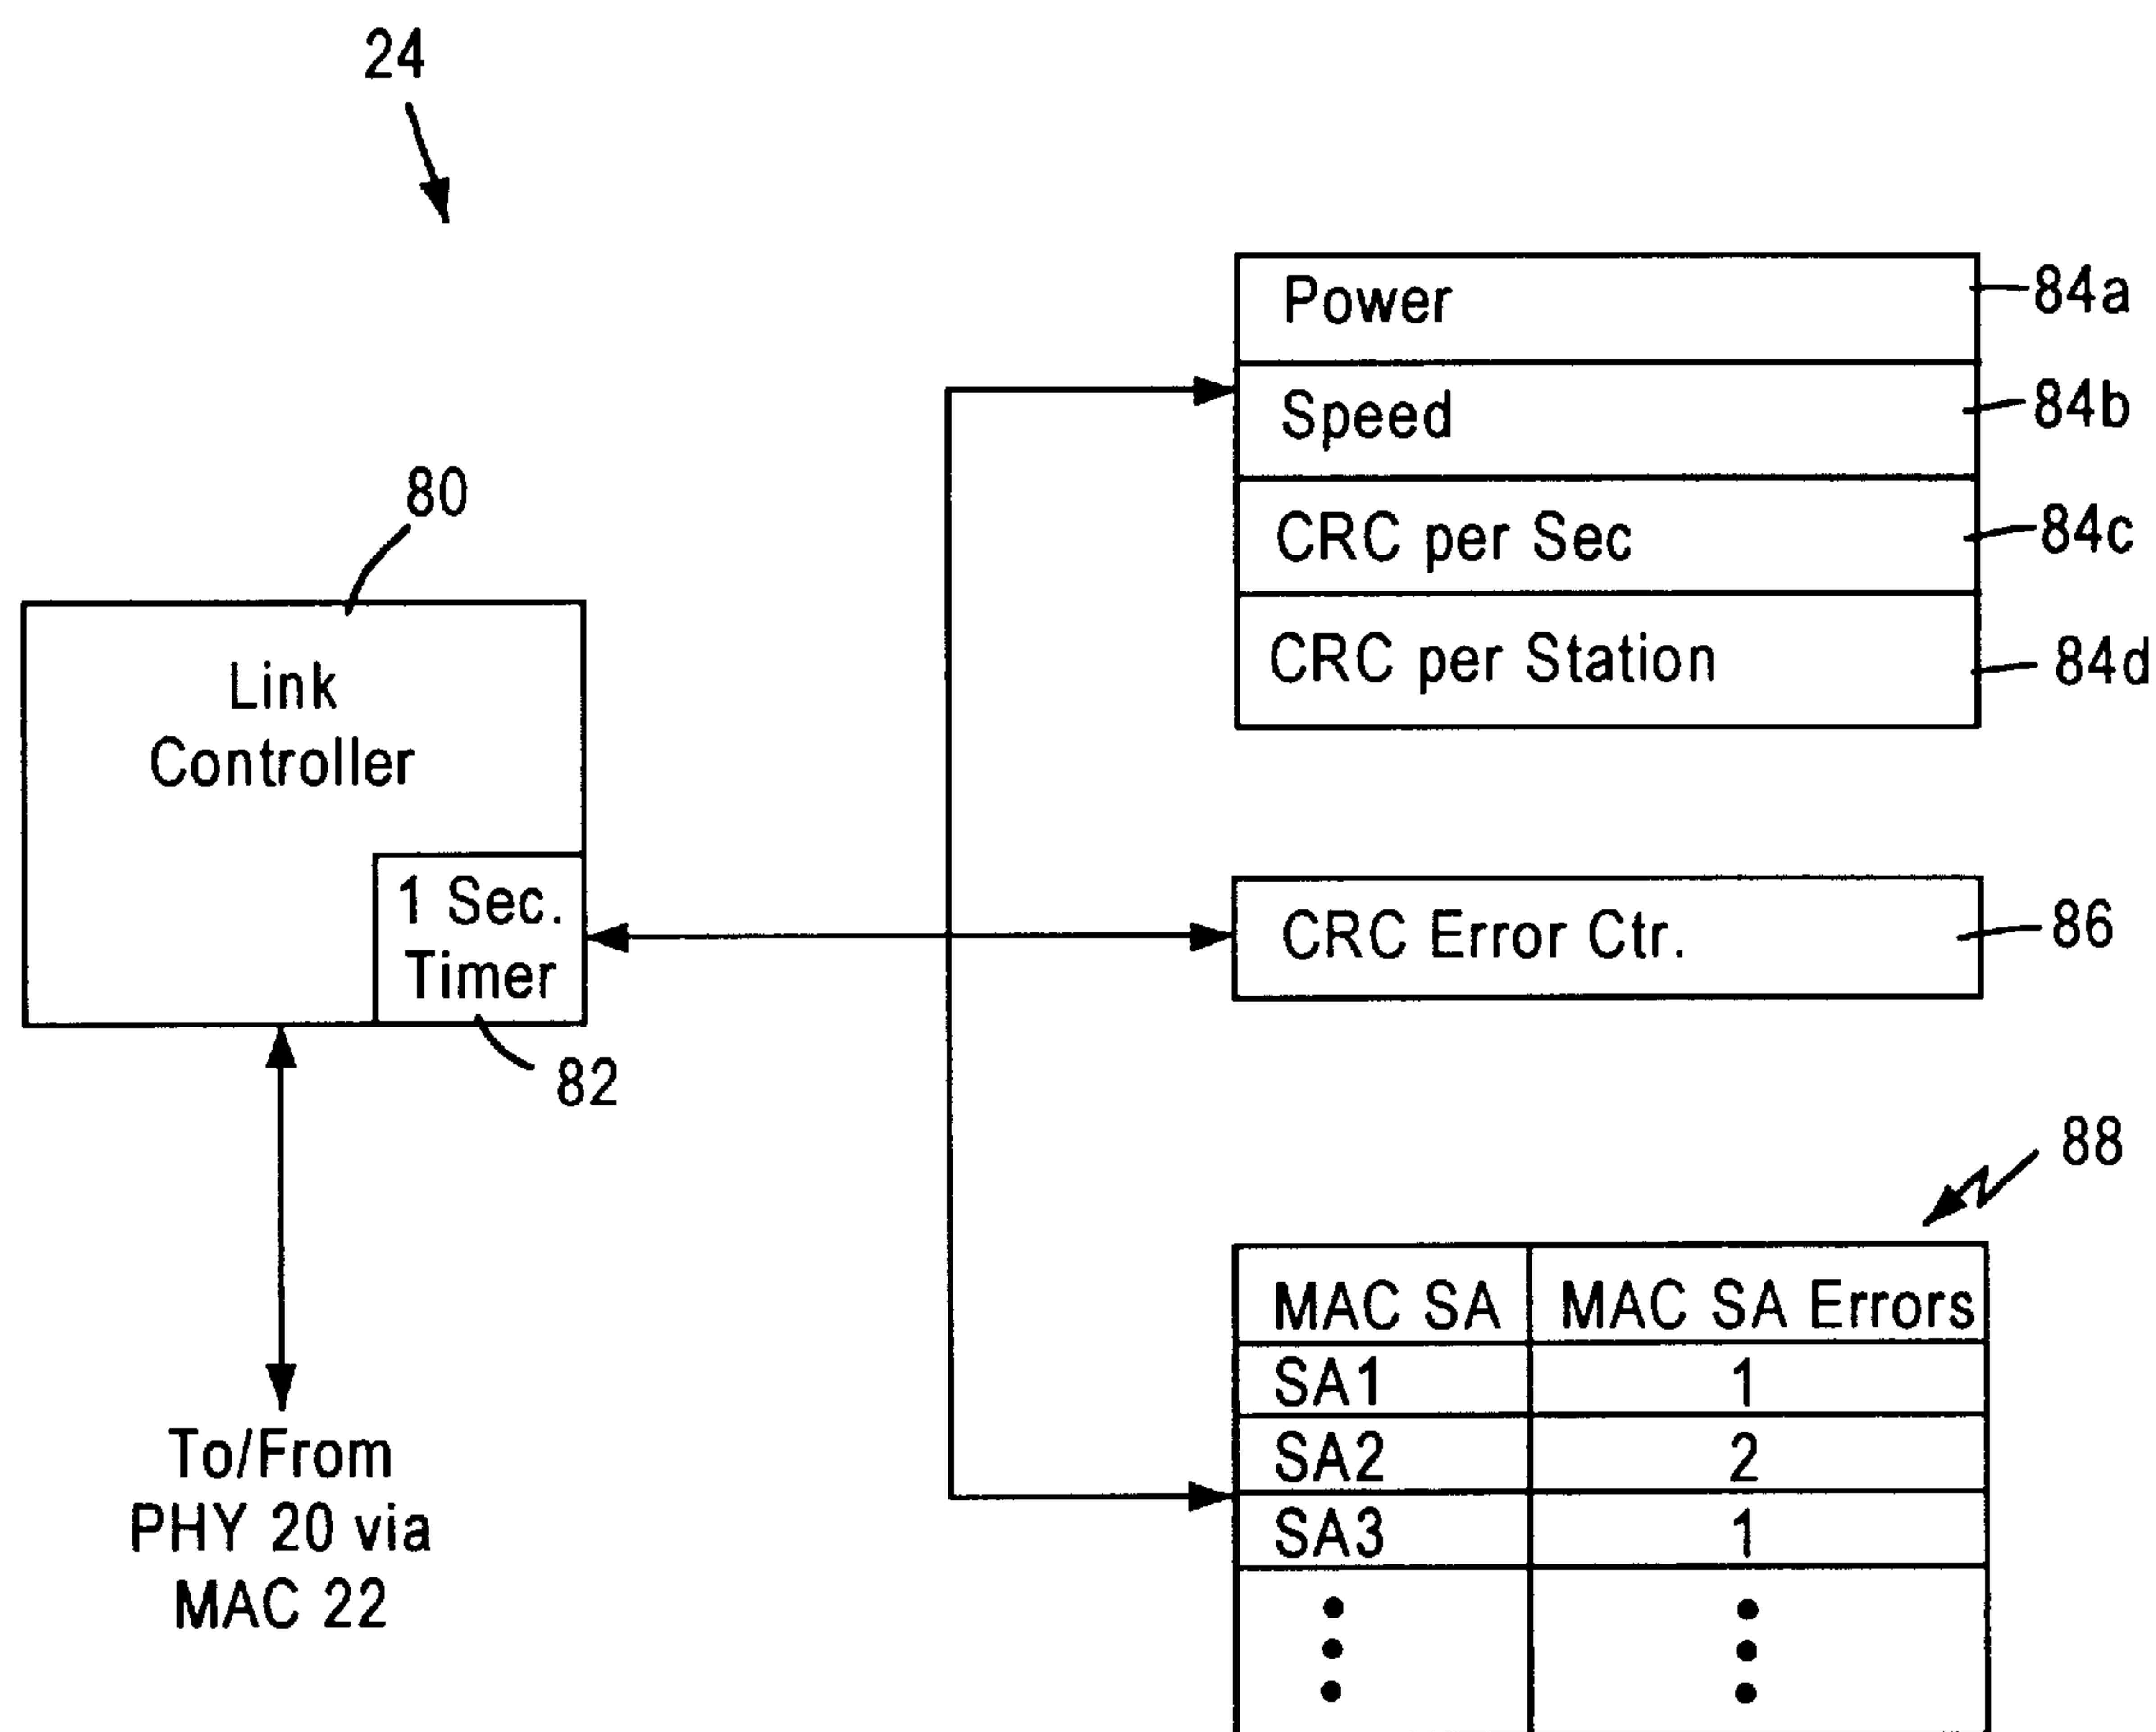 24
80
Link
Controller
1 Sec.
Timer
82
To/From
PHY 20 via
MAC 22
Power
84a
Speed
84b
CRC per Sec
84c
CRC per Station
84d
CRC Error Ctr.
86
88
MAC SA MAC SA Errors
SA1 1
SA2 2
SA3 1